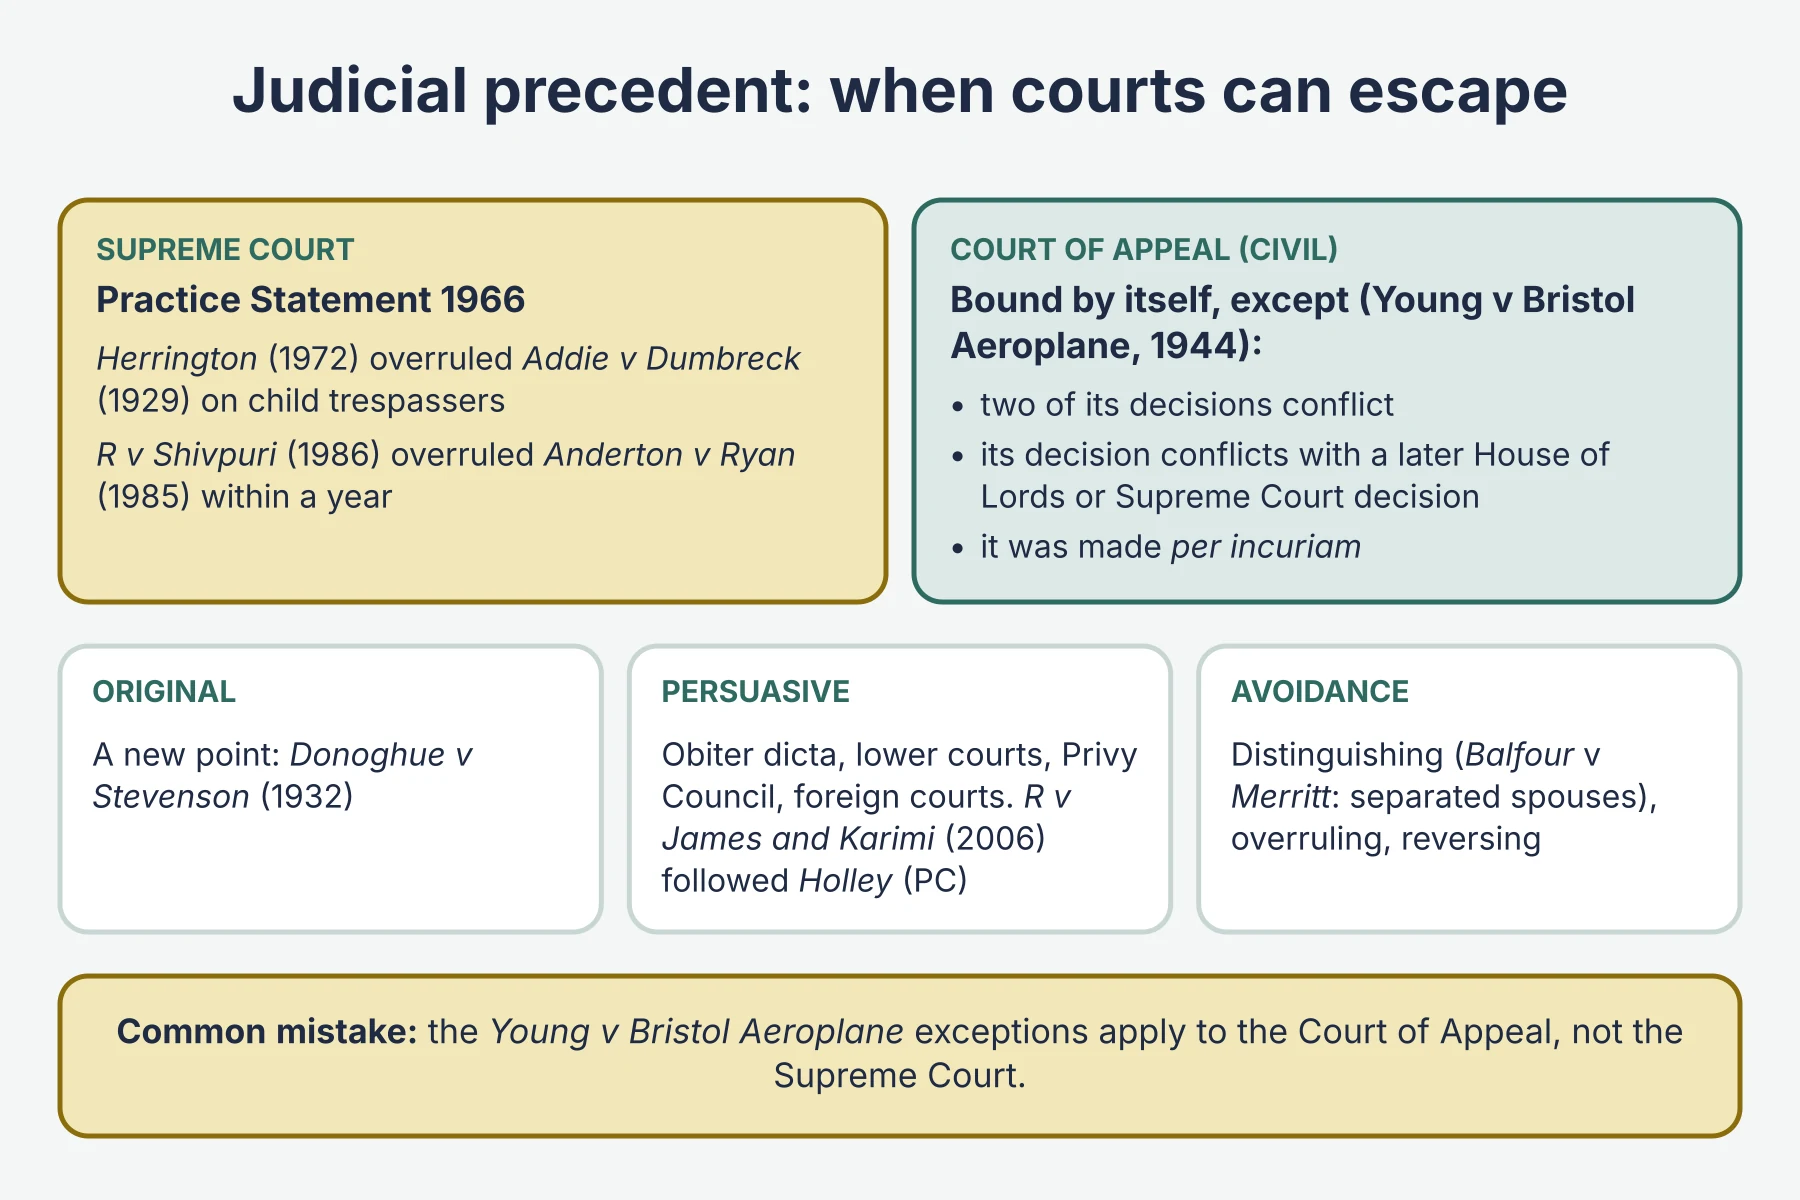 Judicial precedent: when courts can escape
SUPREME COURT
Practice Statement 1966
Herrington (1972) overruled Addie v Dumbreck
(1929) on child trespassers
R v Shivpuri (1986) overruled Anderton v Ryan
(1985) within a year
COURT OF APPEAL (CIVIL)
Bound by itself, except (Young v Bristol
Aeroplane, 1944):
• two of its decisions conflict
• its decision conflicts with a later House of
Lords or Supreme Court decision
• it was made per incuriam
ORIGINAL
A new point: Donoghue v
Stevenson (1932)
PERSUASIVE
Obiter dicta, lower courts, Privy
Council, foreign courts. R v
James and Karimi (2006)
followed Holley (PC)
AVOIDANCE
Distinguishing (Balfour v
Merritt: separated spouses),
overruling, reversing
Common mistake: the Young v Bristol Aeroplane exceptions apply to the Court of Appeal, not the
Supreme Court.